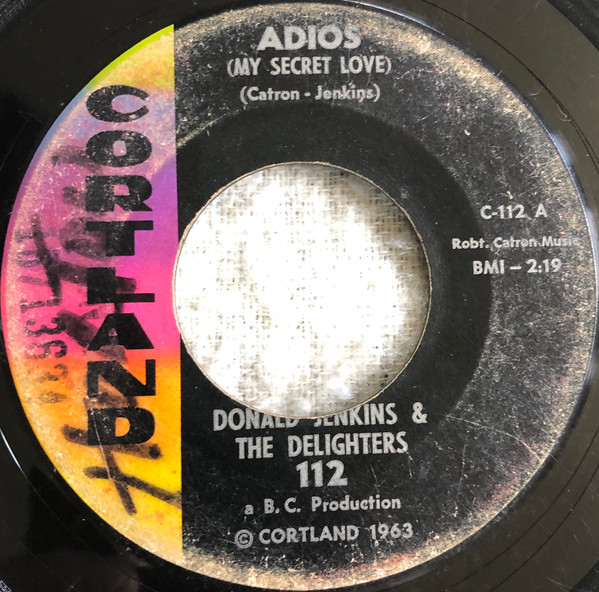 ADIOS
(MY SECRET LOVE)
(Catron - Jenkins)
CORTLAND
C-112 A
Robt. Catron Music
BMI - 2:19
DONALD JENKINS &
THE DELIGHTERS
112
a B. C. Production
© CORTLAND 1963